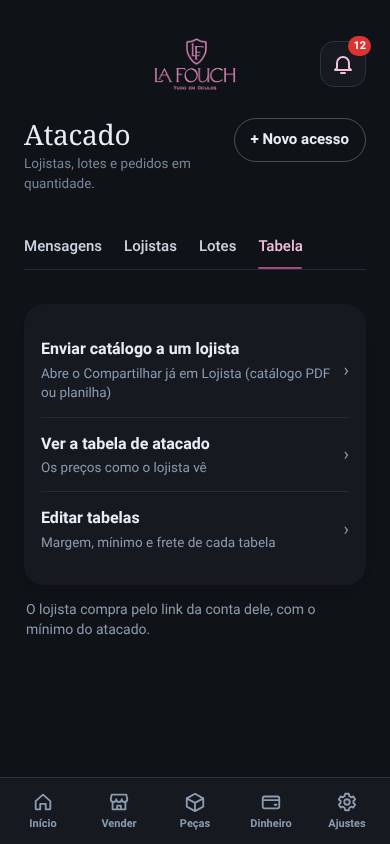 LF
LA FOUCH
TUDO EM ÓCULOS
12
Atacado
+ Novo acesso
Lojistas, lotes e pedidos em
quantidade.
Mensagens Lojistas Lotes Tabela
Enviar catálogo a um lojista
Abre o Compartilhar já em Lojista (catálogo PDF
ou planilha)
›
Ver a tabela de atacado
Os preços como o lojista vê
›
Editar tabelas
Margem, mínimo e frete de cada tabela
›
O lojista compra pelo link da conta dele, com o
mínimo do atacado.
Início Vender Peças Dinheiro Ajustes